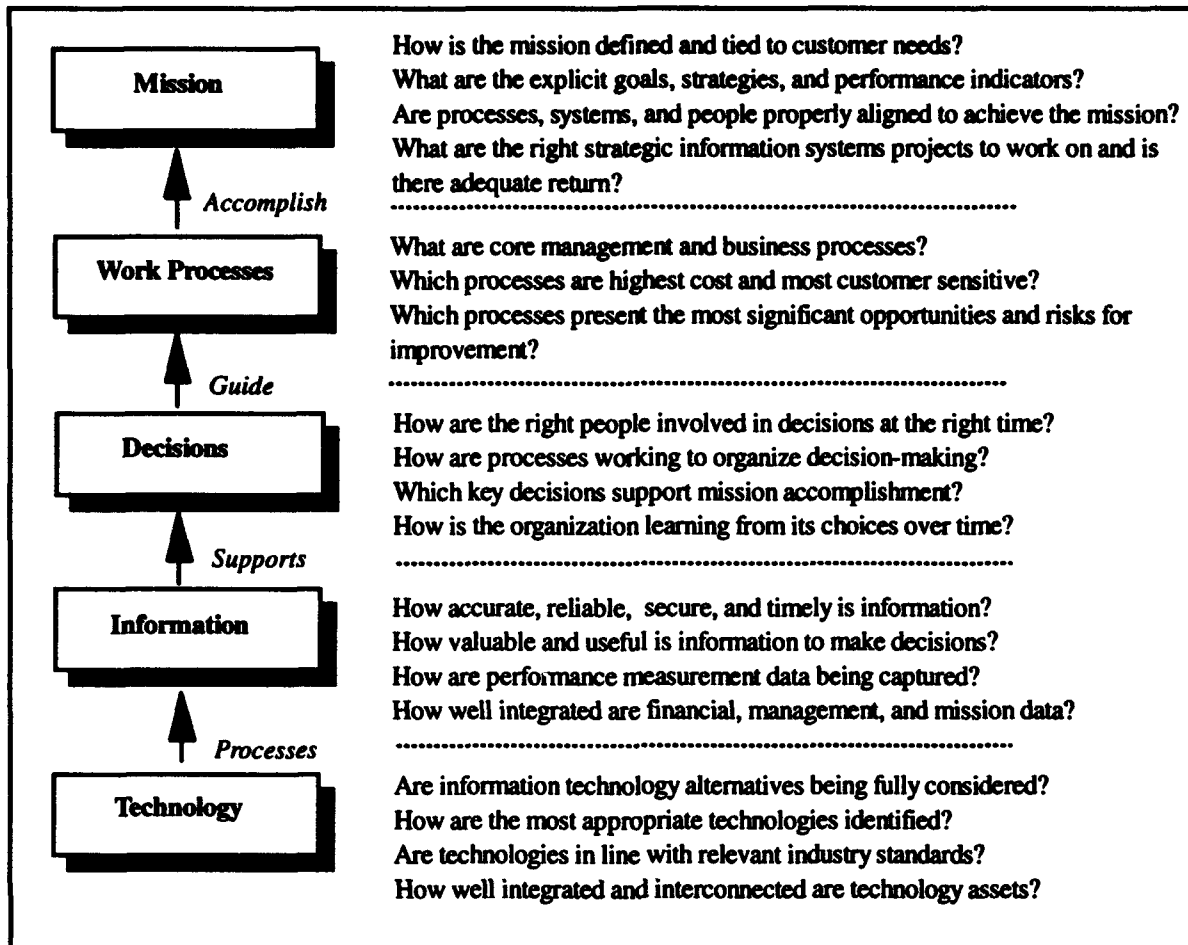 Mission
How is the mission defined and tied to customer needs?
What are the explicit goals, strategies, and performance indicators?
Are processes, systems, and people properly aligned to achieve the mission?
What are the right strategic information systems projects to work on and is
there adequate return?
Accomplish
Work Processes
What are core management and business processes?
Which processes are highest cost and most customer sensitive?
Which processes present the most significant opportunities and risks for
improvement?
Guide
Decisions
How are the right people involved in decisions at the right time?
How are processes working to organize decision-making?
Which key decisions support mission accomplishment?
How is the organization learning from its choices over time?
Supports
Information
How accurate, reliable, secure, and timely is information?
How valuable and useful is information to make decisions?
How are performance measurement data being captured?
How well integrated are financial, management, and mission data?
Processes
Technology
Are information technology alternatives being fully considered?
How are the most appropriate technologies identified?
Are technologies in line with relevant industry standards?
How well integrated and interconnected are technology assets?